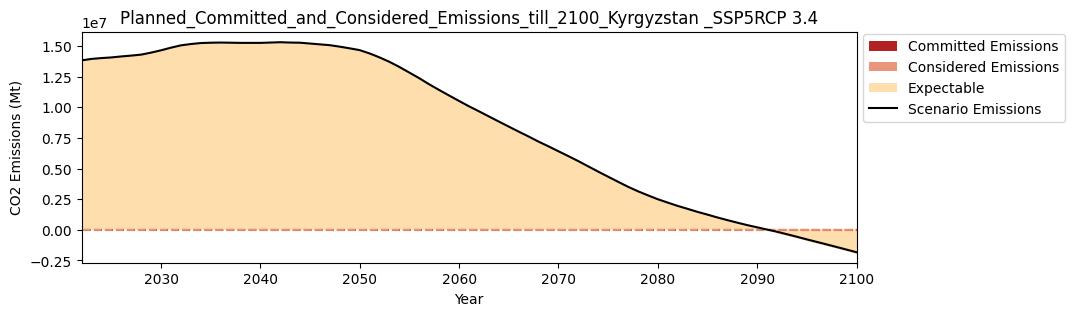 Planned_Committed_and_Considered_Emissions_till_2100_Kyrgyzstan _SSP5RCP 3.4
1e7
CO2 Emissions (Mt)
1.50
1.25
1.00
0.75
0.50
0.25
0.00
−0.25
2030 2040 2050 2060 2070 2080 2090 2100
Year
Committed Emissions
Considered Emissions
Expectable
Scenario Emissions